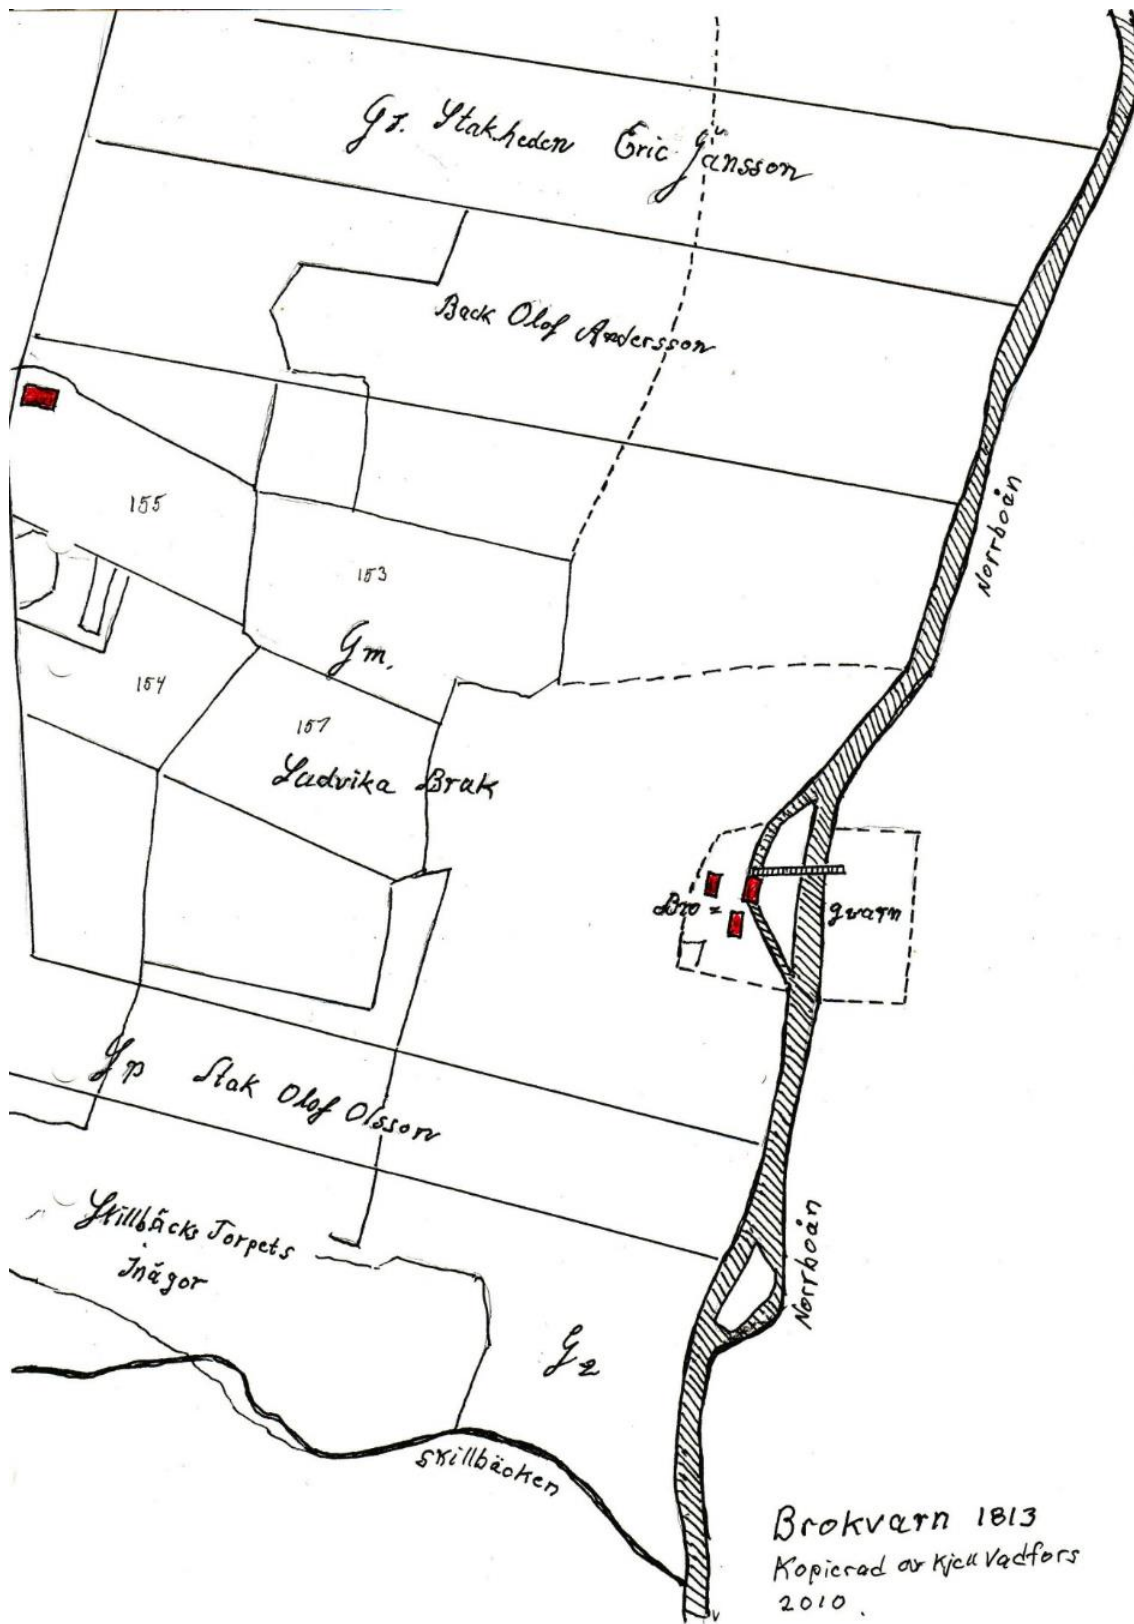 Gr. Stakheden Eric Jansson
Back Olof Andersson
155
Norrboån
153
Gm.
154
157
Ludvika Brak
Bro = qvarn
Gp Stak Olof Olsson
Skillbäcks Torpets
Inägor
Norrboån
Gz
Skillbäcken
Brokvarn 1813
Kopierad av Kjell Vadfors
2010.